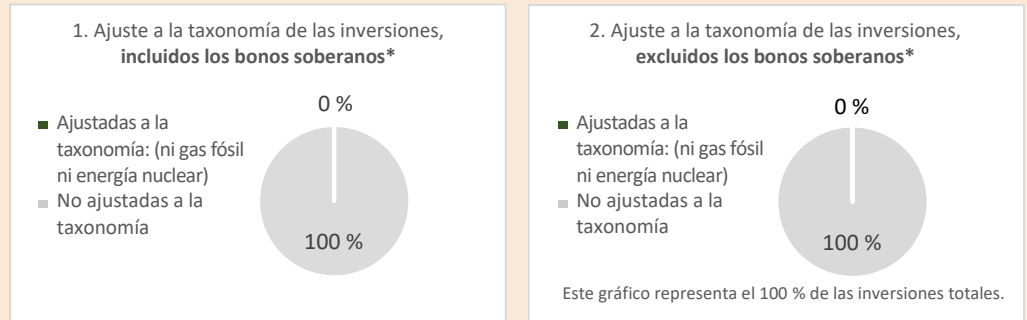 1. Ajuste a la taxonomía de las inversiones,
incluidos los bonos soberanos*
Ajustadas a la
taxonomía: (ni gas fósil
ni energía nuclear)
No ajustadas a la
taxonomía
0 %
100 %
2. Ajuste a la taxonomía de las inversiones,
excluidos los bonos soberanos*
Ajustadas a la
taxonomía: (ni gas fósil
ni energía nuclear)
No ajustadas a la
taxonomía
0 %
100 %
Este gráfico representa el 100 % de las inversiones totales.